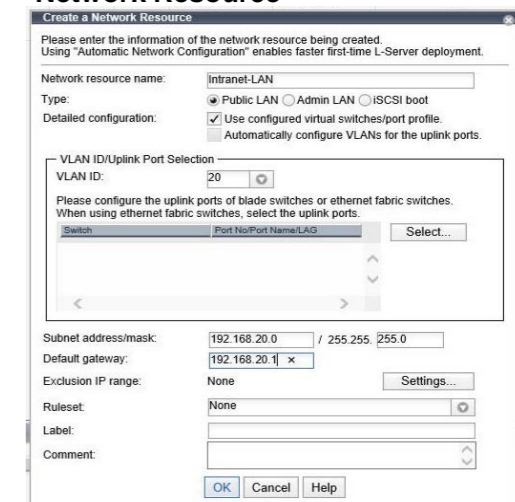 Network Resource
Create a Network Resource
Please enter the information of the network resource being created.
Using "Automatic Network Configuration" enables faster first-time L-Server deployment.
Network resource name: Intranet-LAN
Type: Public LAN Admin LAN iSCSI boot
Detailed configuration: Use configured virtual switches/port profile.
Automatically configure VLANs for the uplink ports.
VLAN ID/Uplink Port Selection
VLAN ID: 20
Please configure the uplink ports of blade switches or ethernet fabric switches.
When using ethernet fabric switches, select the uplink ports.
Switch Port No/Port Name/LAG Select...
Subnet address/mask: 192.168.20.0 / 255.255. 255.0
Default gateway: 192.168.20.1 ×
Exclusion IP range: None Settings...
Ruleset: None
Label:
Comment:
OK Cancel Help